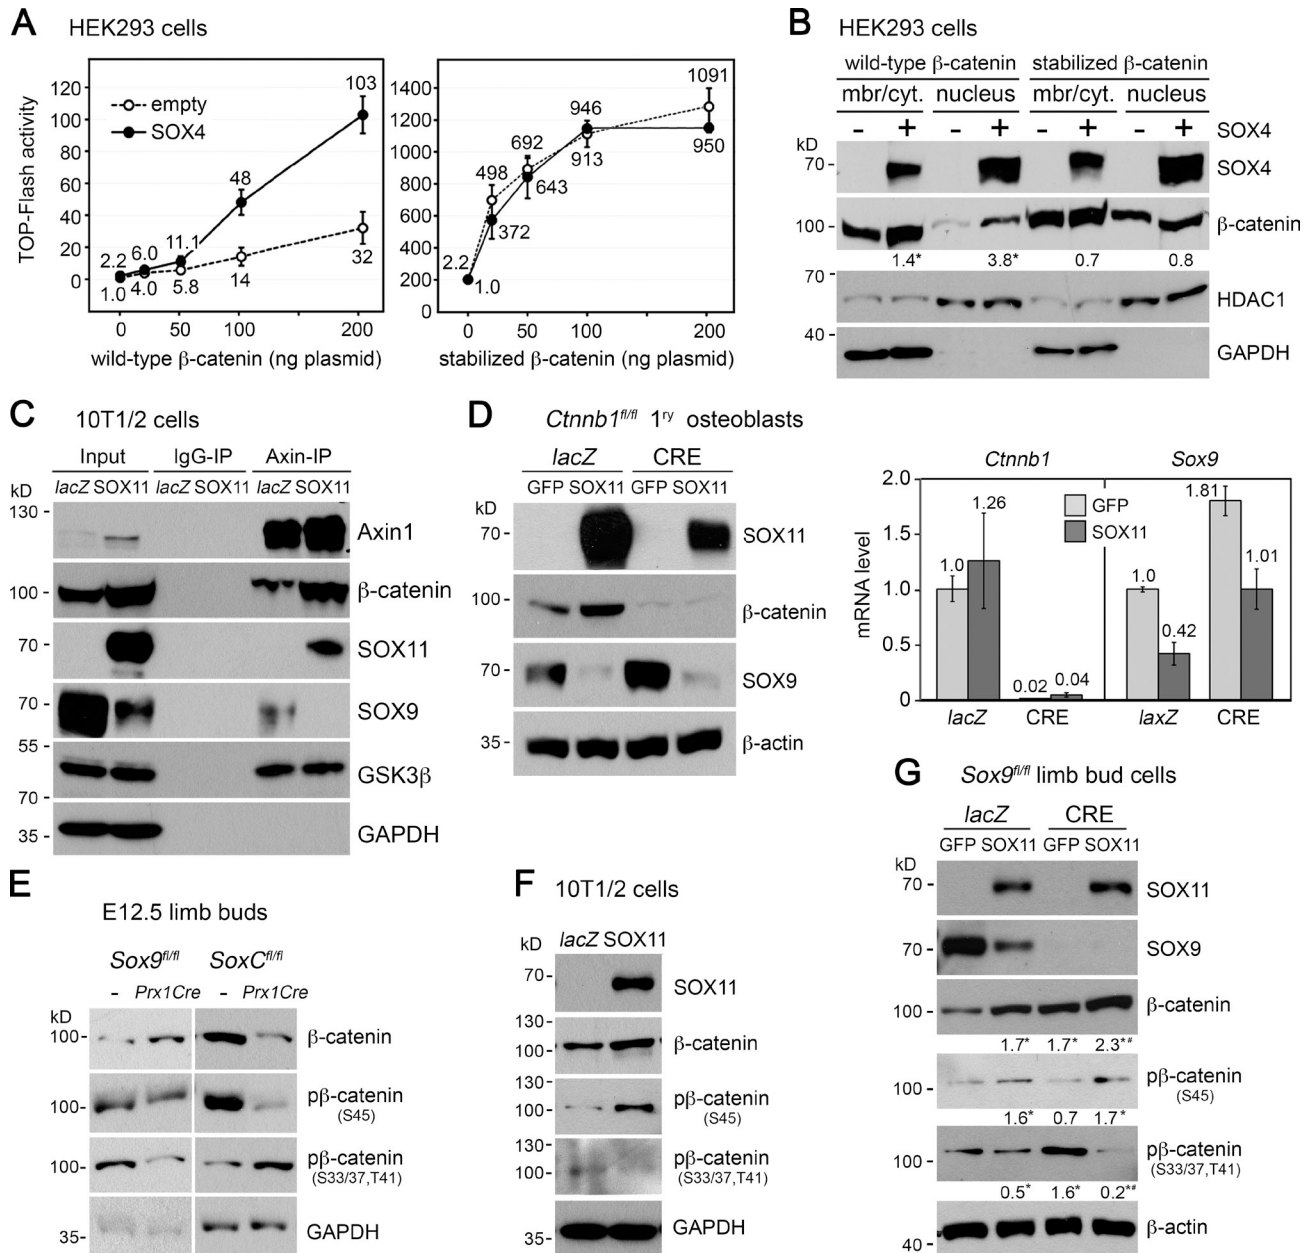 A HEK293 cells
TOP-Flash activity
120
100
80
60
40
20
0
empty
SOX4
103
48
11.1
6.0
2.2
1.0
4.0
5.8
14
32
0 50 100 200
wild-type β-catenin (ng plasmid)
1400
1200
1000
800
600
400
200
0
1091
946
692
498
2.2
1.0
372
643
913
950
0 50 100 200
stabilized β-catenin (ng plasmid)
B HEK293 cells
wild-type β-catenin stabilized β-catenin
mbr/cyt. nucleus mbr/cyt. nucleus
- + - + - + - + SOX4
kD
70 SOX4
100 β-catenin
1.4* 3.8* 0.7 0.8
70 HDAC1
40 GAPDH
C 10T1/2 cells
Input IgG-IP Axin-IP
kD lacZ SOX11 lacZ SOX11 lacZ SOX11
130 Axin1
100 β-catenin
70 SOX11
70 SOX9
55 GSK3β
70
35 GAPDH
D Ctnnb1fl/fl 1ry osteoblasts
lacZ CRE
kD GFP SOX11 GFP SOX11
70 SOX11
100 β-catenin
70 SOX9
35 β-actin
Ctnnb1 Sox9
mRNA level
2.0
1.5
1.0
0.5
0
GFP
SOX11
1.0 1.26 0.02 0.04
1.0 0.42 1.81 1.01
lacZ CRE laxZ CRE
E E12.5 limb buds
Sox9fl/fl SoxCfl/fl
- Prx1Cre - Prx1Cre
kD
100 β-catenin
100 pβ-catenin
(S45)
100 pβ-catenin
(S33/37,T41)
35 GAPDH
F 10T1/2 cells
kD lacZ SOX11
70 SOX11
130
100 β-catenin
130
100 pβ-catenin
(S45)
130
100 pβ-catenin
(S33/37,T41)
35 GAPDH
G Sox9fl/fl limb bud cells
lacZ CRE
GFP SOX11 GFP SOX11
kD
70 SOX11
70 SOX9
100 β-catenin
1.7* 1.7* 2.3*#
100 pβ-catenin
(S45)
1.6* 0.7 1.7*
100 pβ-catenin
(S33/37,T41)
0.5* 1.6* 0.2*#
40 β-actin